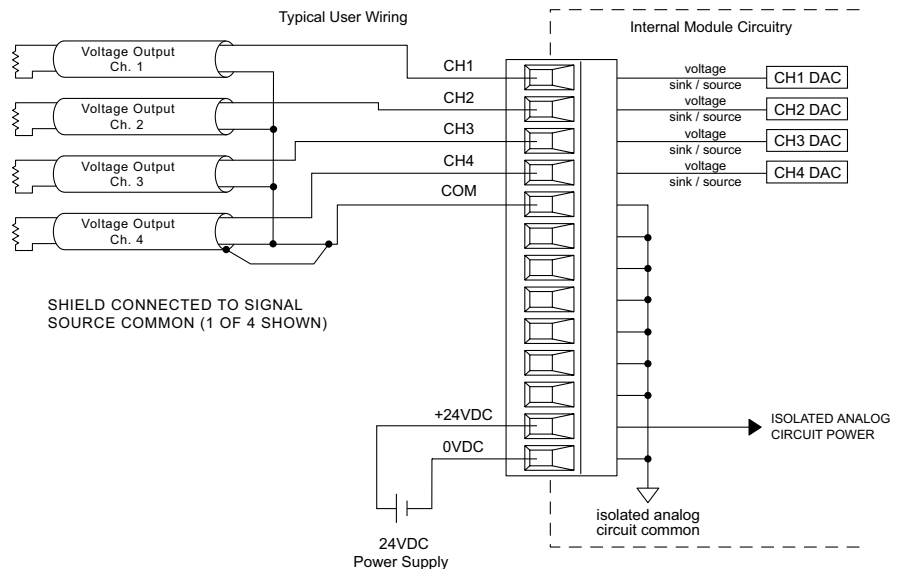 Typical User Wiring
Internal Module Circuitry
Voltage Output
Ch. 1
Voltage Output
Ch. 2
Voltage Output
Ch. 3
Voltage Output
Ch. 4
SHIELD CONNECTED TO SIGNAL
SOURCE COMMON (1 OF 4 SHOWN)
CH1
CH2
CH3
CH4
COM
+24VDC
0VDC
24VDC
Power Supply
voltage
sink / source
CH1 DAC
voltage
sink / source
CH2 DAC
voltage
sink / source
CH3 DAC
voltage
sink / source
CH4 DAC
ISOLATED ANALOG
CIRCUIT POWER
isolated analog
circuit common